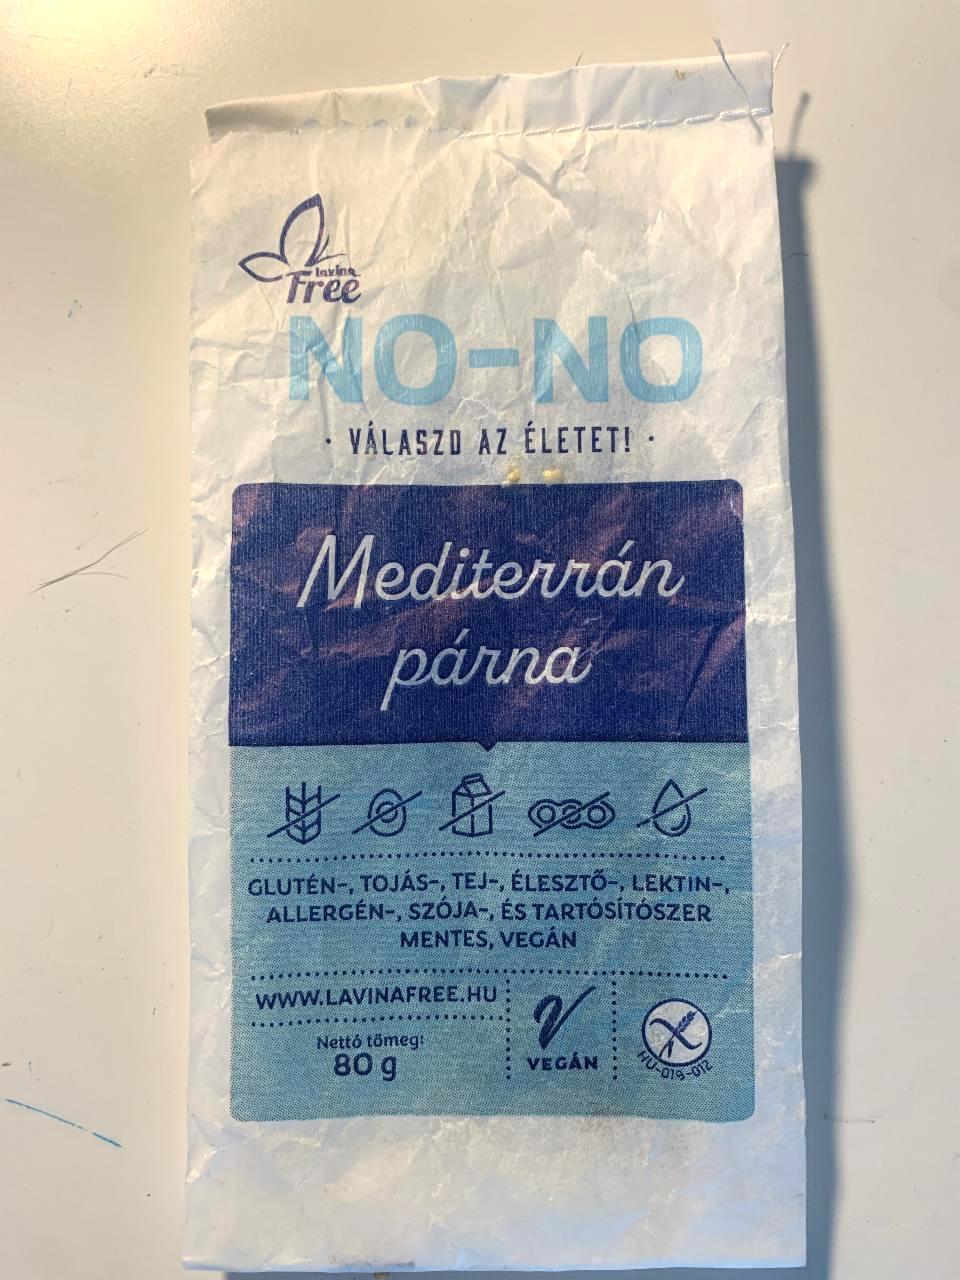 lavina
Free
NO-NO
· VÁLASZD AZ ÉLETET! ·
Mediterrán
párna
GLUTÉN-, TOJÁS-, TEJ-, ÉLESZTŐ-, LEKTIN-,
ALLERGÉN-, SZÓJA-, ÉS TARTÓSÍTÓSZER
MENTES, VEGÁN
WWW.LAVINAFREE.HU
Nettó tömeg:
80 g
VEGÁN
HU-019-012